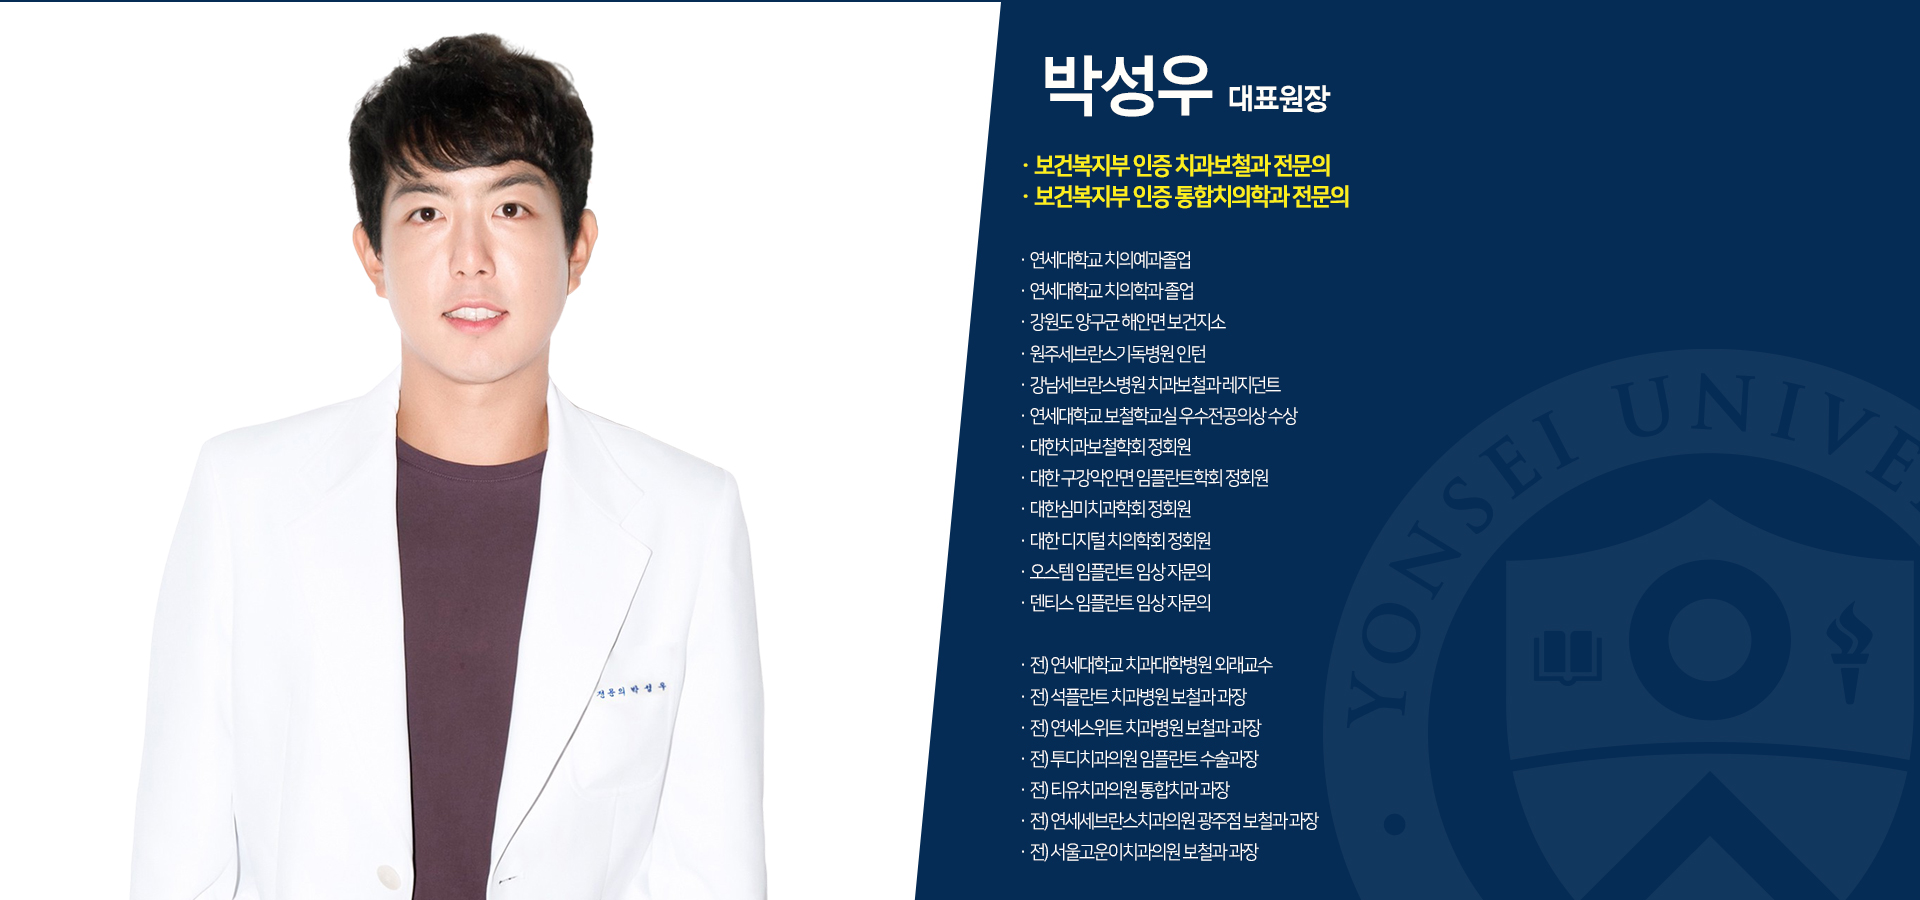 박성우 대표원장
· 보건복지부 인증 치과보철과 전문의
· 보건복지부 인증 통합치의학과 전문의
· 연세대학교 치의예과졸업
· 연세대학교 치의학과 졸업
· 강원도 양구군 해안면 보건지소
· 원주세브란스기독병원 인턴
· 강남세브란스병원 치과보철과 레지던트
· 연세대학교 보철학교실 우수전공의상 수상
· 대한치과보철학회 정회원
· 대한 구강악안면 임플란트학회 정회원
· 대한심미치과학회 정회원
· 대한 디지털 치의학회 정회원
· 오스템 임플란트 임상 자문의
· 덴티스 임플란트 임상 자문의
· 전) 연세대학교 치과대학병원 외래교수
· 전) 석플란트 치과병원 보철과 과장
· 전) 연세스위트 치과병원 보철과 과장
· 전) 투디치과의원 임플란트 수술과장
· 전) 티유치과의원 통합치과 과장
· 전) 연세세브란스치과의원 광주점 보철과 과장
· 전) 서울고운이치과의원 보철과 과장
전문의 박성우
YONSEI UNIVE